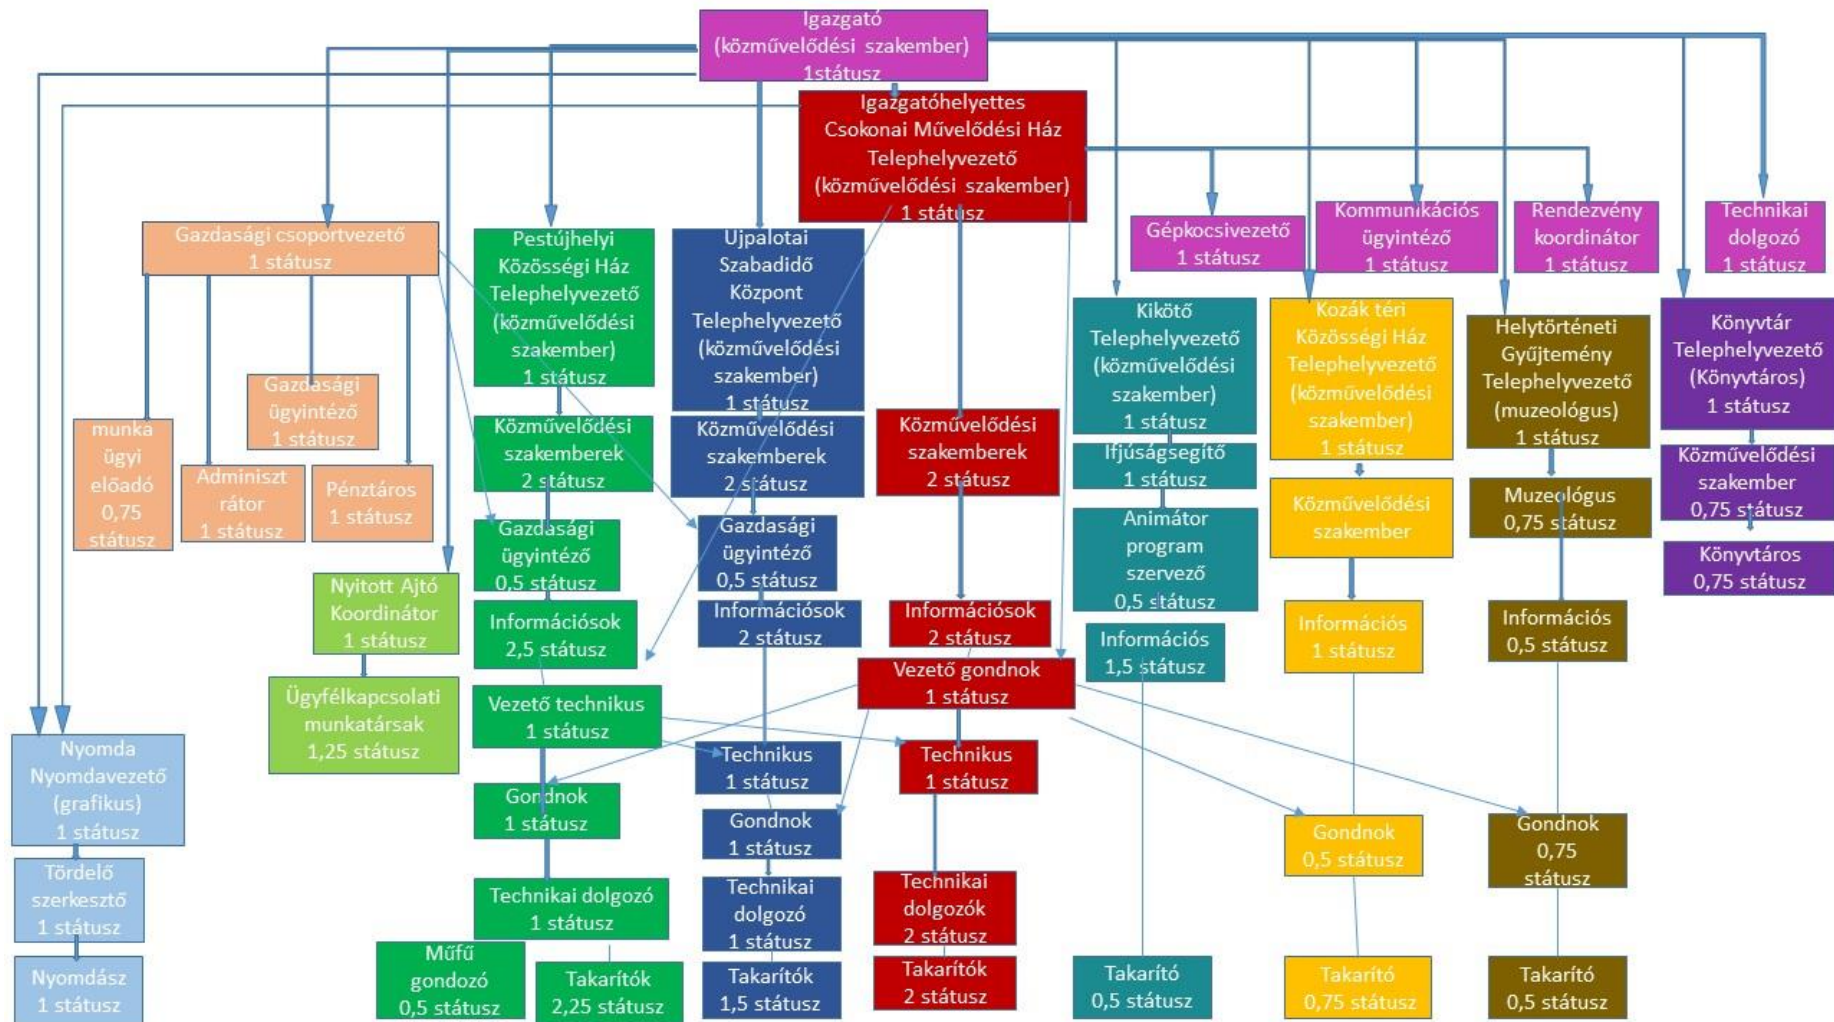 Igazgató
(közművelődési szakember)
1státusz
Igazgatóhelyettes
Csokonai Művelődési Ház
Telephelyvezető
(közművelődési szakember)
1 státusz
Gazdasági csoportvezető
1 státusz
Pestújhelyi
Közösségi Ház
Telephelyvezető
(közművelődési
szakember)
1 státusz
Ujpalotai
Szabadidő
Központ
Telephelyvezető
(közművelődési
szakember)
1 státusz
Gépkocsivezető
1 státusz
Kommunikációs
ügyintéző
1 státusz
Rendezvény
koordinátor
1 státusz
Technikai
dolgozó
1 státusz
Kikötő
Telephelyvezető
(közművelődési
szakember)
1 státusz
Kozák téri
Közösségi Ház
Telephelyvezető
(közművelődési
szakember)
1 státusz
Helytörténeti
Gyűjtemény
Telephelyvezető
(muzeológus)
1 státusz
Könyvtár
Telephelyvezető
(Könyvtáros)
1 státusz
munka
ügyi
előadó
0,75
státusz
Adminiszt
rátor
1 státusz
Gazdasági
ügyintéző
1 státusz
Pénztáros
1 státusz
Közművelődési
szakemberek
2 státusz
Közművelődési
szakemberek
2 státusz
Közművelődési
szakemberek
2 státusz
Ifjúságsegítő
1 státusz
Közművelődési
szakember
Muzeológus
0,75 státusz
Közművelődési
szakember
0,75 státusz
Gazdasági
ügyintéző
0,5 státusz
Gazdasági
ügyintéző
0,5 státusz
Animátor
program
szervező
0,5 státusz
Könyvtáros
0,75 státusz
Nyitott Ajtó
Koordinátor
1 státusz
Információsok
2,5 státusz
Információsok
2 státusz
Információsok
2 státusz
Információs
1,5 státusz
Információs
1 státusz
Információs
0,5 státusz
Ügyfélkapcsolati
munkatársak
1,25 státusz
Vezető technikus
1 státusz
Vezető gondnok
1 státusz
Nyomda
Nyomdavezető
(grafikus)
1 státusz
Technikus
1 státusz
Technikus
1 státusz
Gondnok
1 státusz
Gondnok
1 státusz
Gondnok
0,5 státusz
Gondnok
0,75
státusz
Tördelő
szerkesztő
1 státusz
Technikai dolgozó
1 státusz
Technikai
dolgozó
1 státusz
Technikai
dolgozók
2 státusz
Nyomdász
1 státusz
Műfű
gondozó
0,5 státusz
Takarítók
2,25 státusz
Takarítók
1,5 státusz
Takarítók
2 státusz
Takarító
0,5 státusz
Takarító
0,75 státusz
Takarító
0,5 státusz